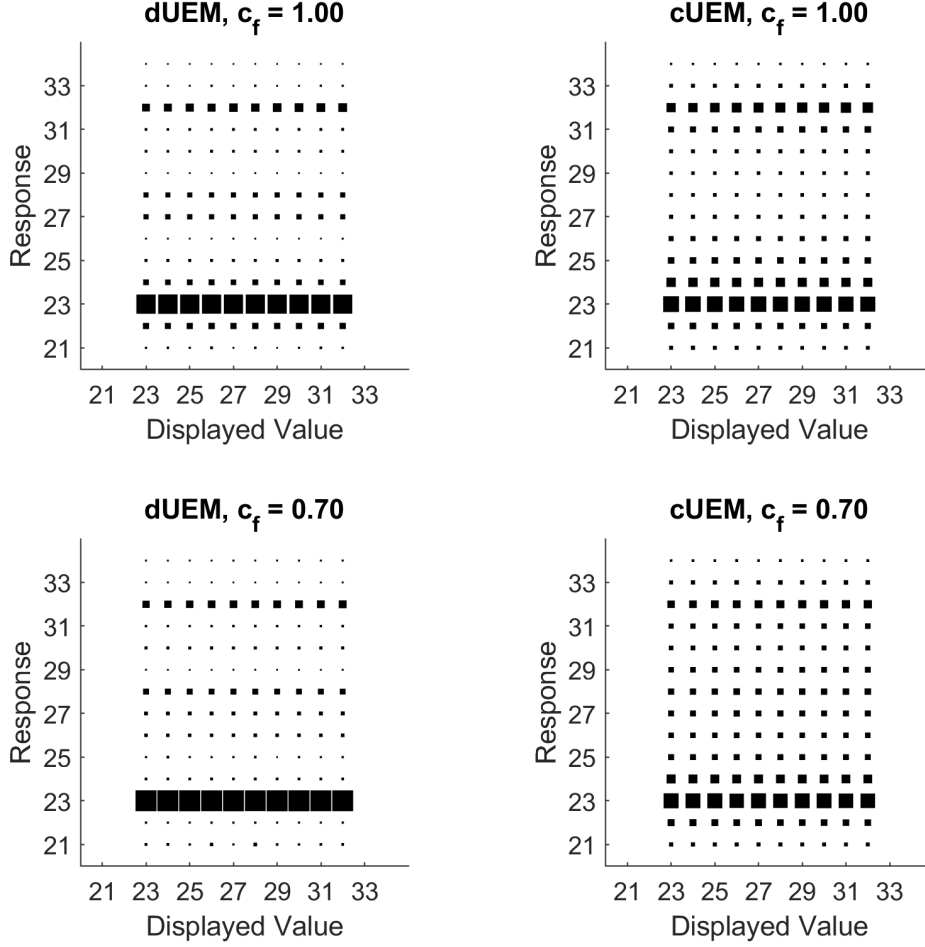 dUEM, c_f = 1.00
33
31
29
27
25
23
21
Response
21 23 25 27 29 31 33
Displayed Value
cUEM, c_f = 1.00
33
31
29
27
25
23
21
Response
21 23 25 27 29 31 33
Displayed Value
dUEM, c_f = 0.70
33
31
29
27
25
23
21
Response
21 23 25 27 29 31 33
Displayed Value
cUEM, c_f = 0.70
33
31
29
27
25
23
21
Response
21 23 25 27 29 31 33
Displayed Value